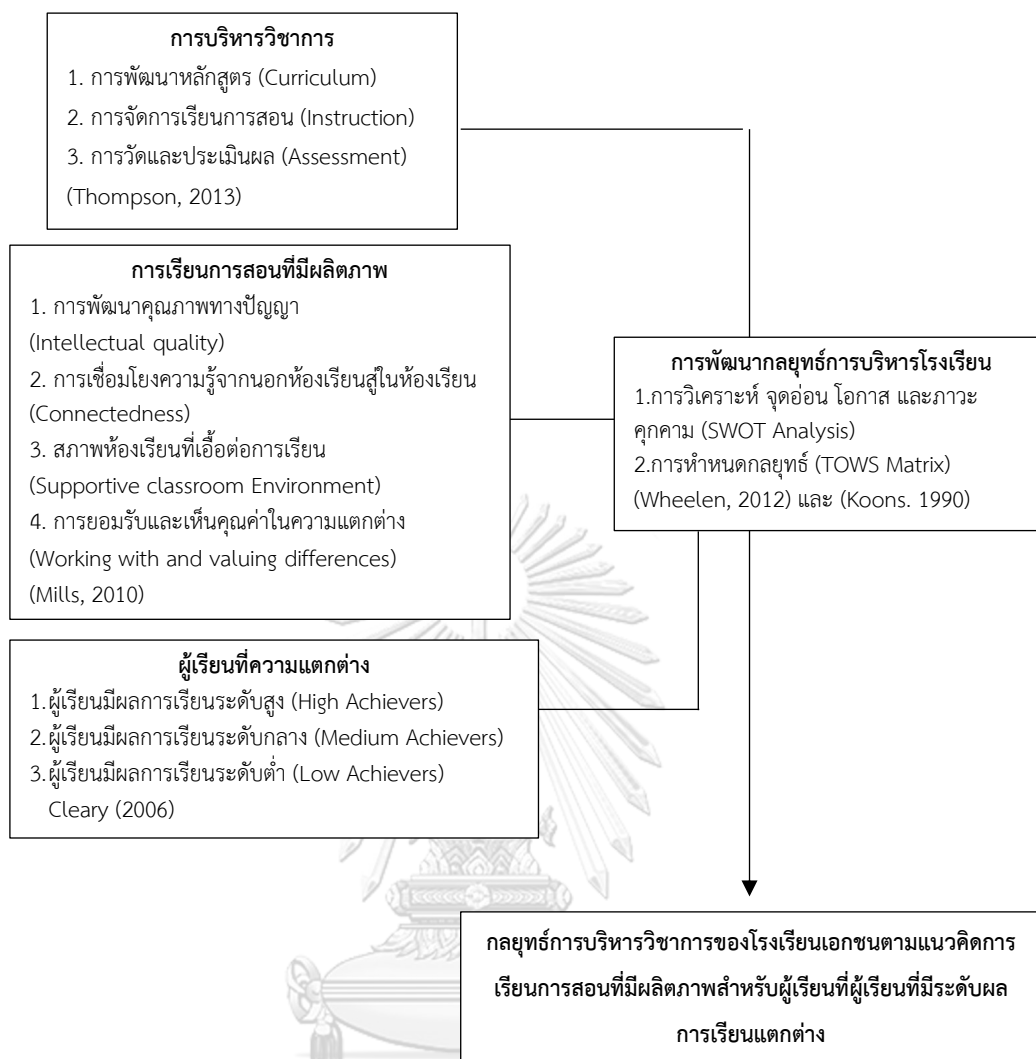 การบริหารวิชาการ
1. การพัฒนาหลักสูตร (Curriculum)
2. การจัดการเรียนการสอน (Instruction)
3. การวัดและประเมินผล (Assessment)
(Thompson, 2013)
การเรียนการสอนที่มีผลิตภาพ
1. การพัฒนาคุณภาพทางปัญญา
(Intellectual quality)
2. การเชื่อมโยงความรู้จากนอกห้องเรียนสู่ในห้องเรียน
(Connectedness)
3. สภาพห้องเรียนที่เอื้อต่อการเรียน
(Supportive classroom Environment)
4. การยอมรับและเห็นคุณค่าในความแตกต่าง
(Working with and valuing differences)
(Mills, 2010)
การพัฒนากลยุทธ์การบริหารโรงเรียน
1.การวิเคราะห์ จุดอ่อน โอกาส และภาวะ
คุกคาม (SWOT Analysis)
2.การกำหนดกลยุทธ์ (TOWS Matrix)
(Wheelen, 2012) และ (Koons. 1990)
ผู้เรียนที่ความแตกต่าง
1.ผู้เรียนมีผลการเรียนระดับสูง (High Achievers)
2.ผู้เรียนมีผลการเรียนระดับกลาง (Medium Achievers)
3.ผู้เรียนมีผลการเรียนระดับต่ำ (Low Achievers)
Cleary (2006)
กลยุทธ์การบริหารวิชาการของโรงเรียนเอกชนตามแนวคิดการ
เรียนการสอนที่มีผลิตภาพสำหรับผู้เรียนที่ผู้เรียนที่มีระดับผล
การเรียนแตกต่าง